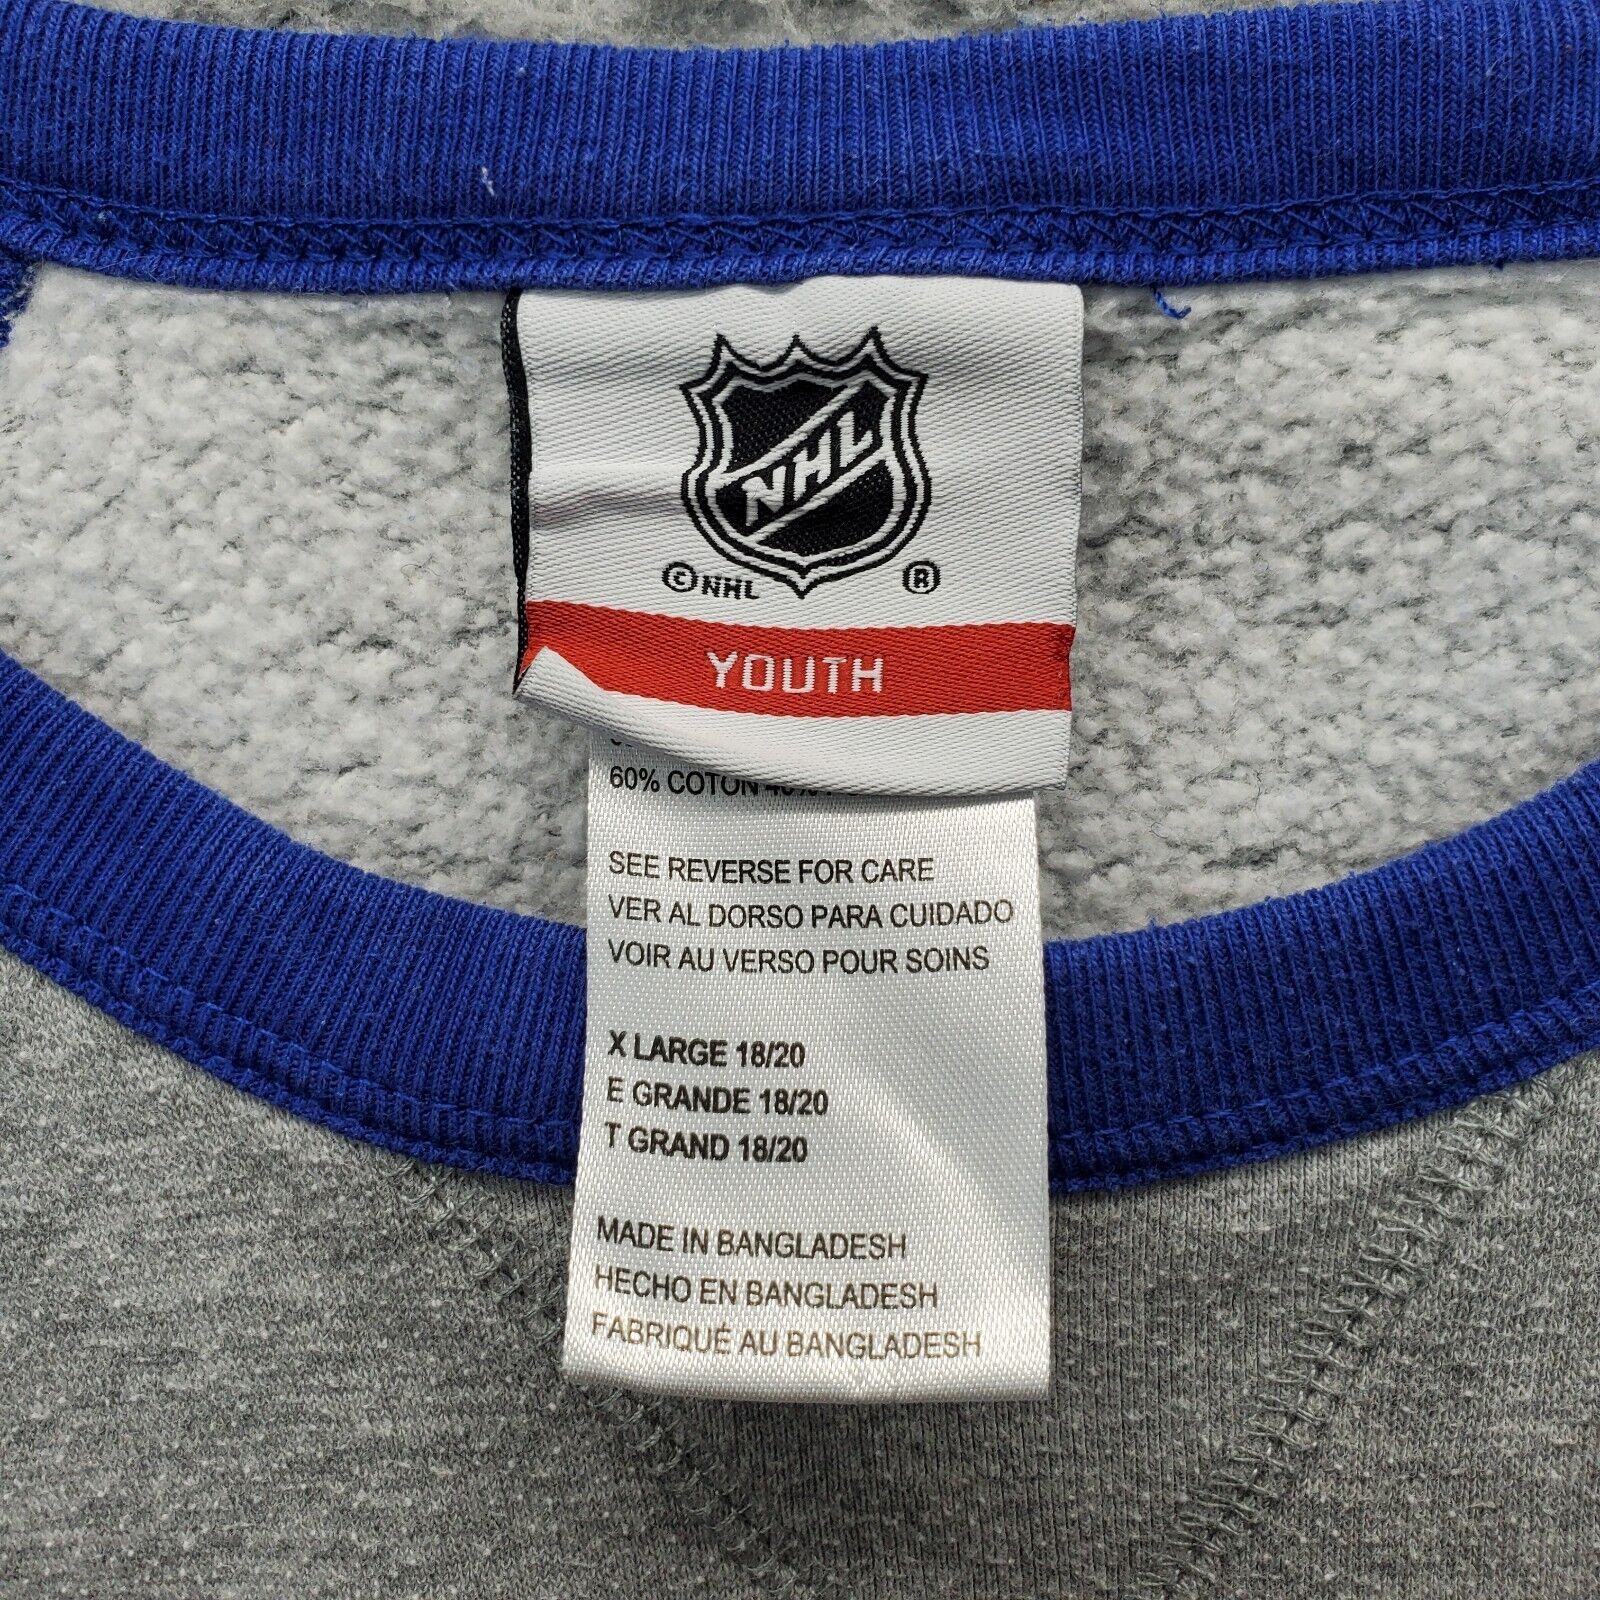 NHL
© NHL ®
YOUTH
60% COTON 40%
SEE REVERSE FOR CARE
VER AL DORSO PARA CUIDADO
VOIR AU VERSO POUR SOINS
X LARGE 18/20
E GRANDE 18/20
T GRAND 18/20
MADE IN BANGLADESH
HECHO EN BANGLADESH
FABRIQUÉ AU BANGLADESH